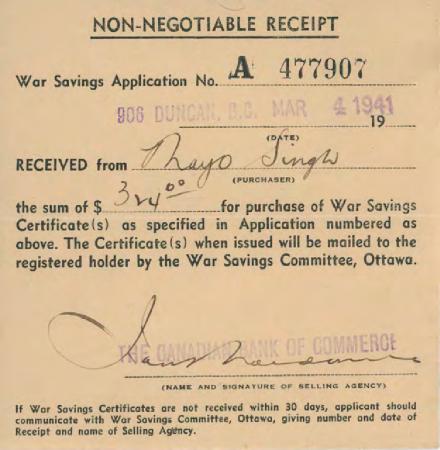 NON-NEGOTIABLE RECEIPT
War Savings Application No. A 477907
906 DUNCAN, B.C. MAR 4 1941
19
(DATE)
RECEIVED from Mayo Singh
(PURCHASER)
the sum of $ 324.00 for purchase of War Savings
Certificate(s) as specified in Application numbered as
above. The Certificate(s) when issued will be mailed to the
registered holder by the War Savings Committee, Ottawa.
THE CANADIAN BANK OF COMMERCE
(NAME AND SIGNATURE OF SELLING AGENCY)
If War Savings Certificates are not received within 30 days, applicant should
communicate with War Savings Committee, Ottawa, giving number and date of
Receipt and name of Selling Agency.